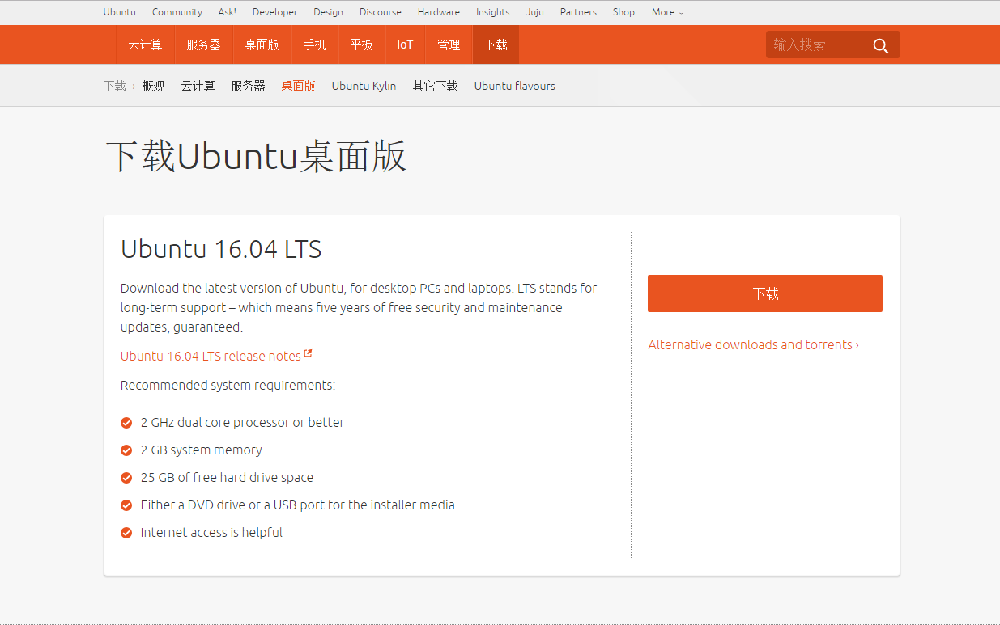 Ubuntu Community Ask! Developer Design Discourse Hardware Insights Juju Partners Shop More
云计算 服务器 桌面版 手机 平板 IoT 管理 下载 输入搜索
下载 › 概观 云计算 服务器 桌面版 Ubuntu Kylin 其它下载 Ubuntu flavours
下载Ubuntu桌面版
Ubuntu 16.04 LTS
Download the latest version of Ubuntu, for desktop PCs and laptops. LTS stands for
long-term support – which means five years of free security and maintenance
updates, guaranteed.
Ubuntu 16.04 LTS release notes
Recommended system requirements:
2 GHz dual core processor or better
2 GB system memory
25 GB of free hard drive space
Either a DVD drive or a USB port for the installer media
Internet access is helpful
下载
Alternative downloads and torrents ›